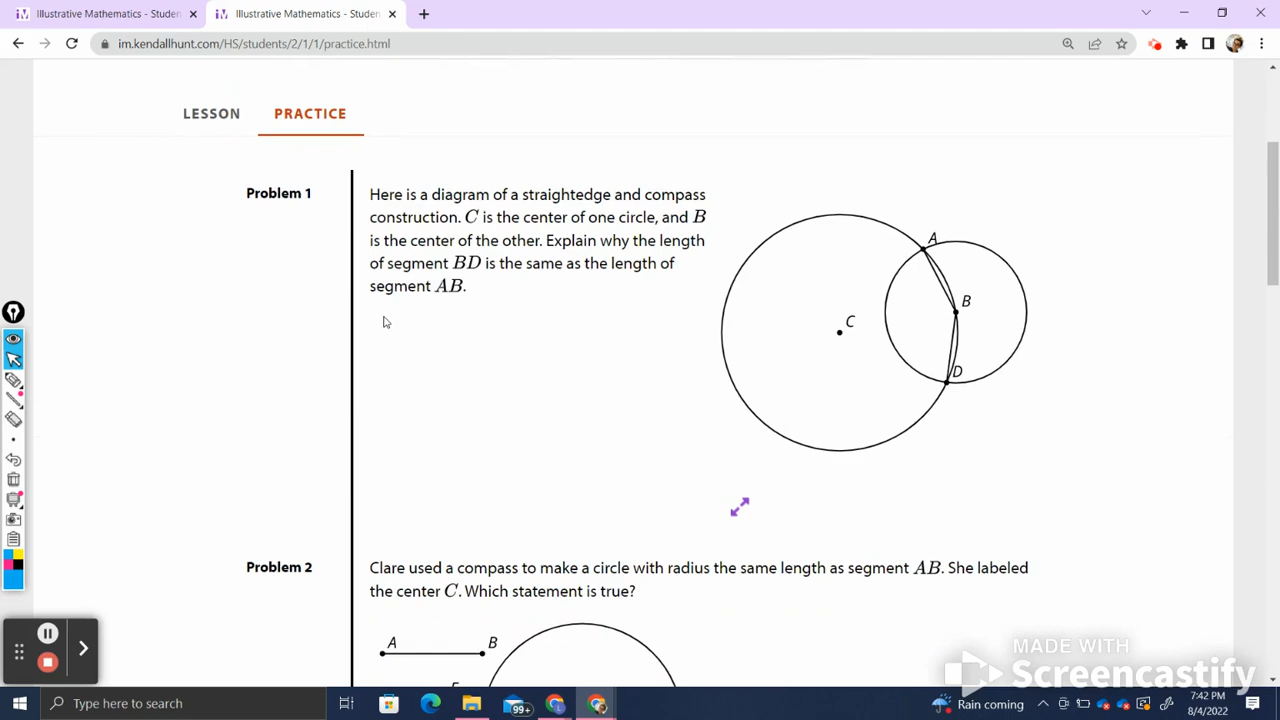 Illustrative Mathematics - Studen
Illustrative Mathematics - Studen
im.kendallhunt.com/HS/students/2/1/1/practice.html
LESSON
PRACTICE
Problem 1
Here is a diagram of a straightedge and compass
construction. C is the center of one circle, and B
is the center of the other. Explain why the length
of segment BD is the same as the length of
segment AB.
A
B
C
D
Problem 2
Clare used a compass to make a circle with radius the same length as segment AB. She labeled
the center C. Which statement is true?
A
B
MADE WITH
Screencastify
Type here to search
99+
Rain coming
7:42 PM
8/4/2022